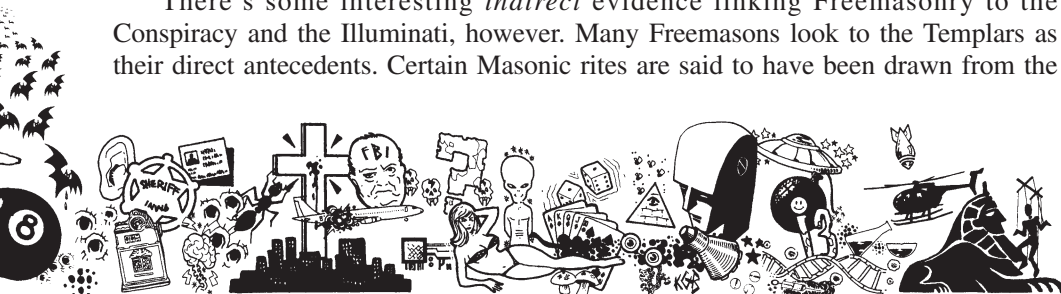 There's some interesting indirect evidence linking Freemasonry to the
Conspiracy and the Illuminati, however. Many Freemasons look to the Templars as
their direct antecedents. Certain Masonic rites are said to have been drawn from the
SHERIFF
FBI
8
13
KGB